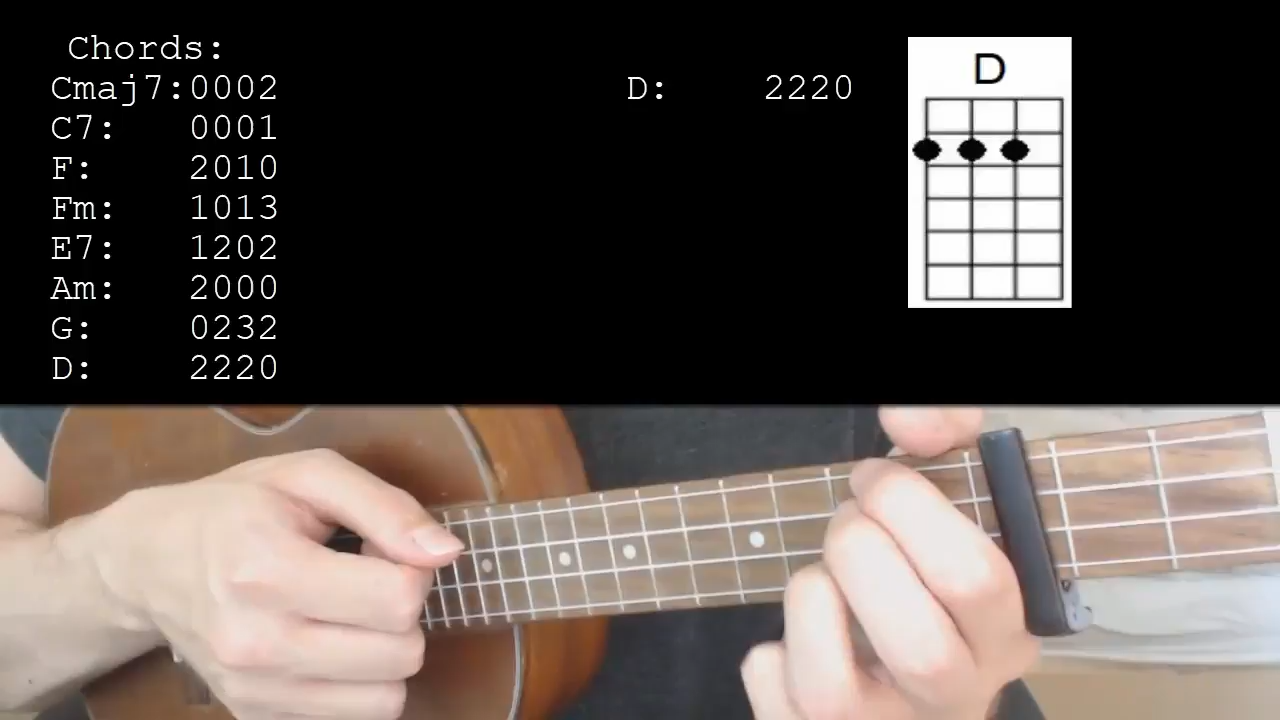 Chords:
Cmaj7:0002
C7: 0001
F: 2010
Fm: 1013
E7: 1202
Am: 2000
G: 0232
D: 2220
D: 2220
D